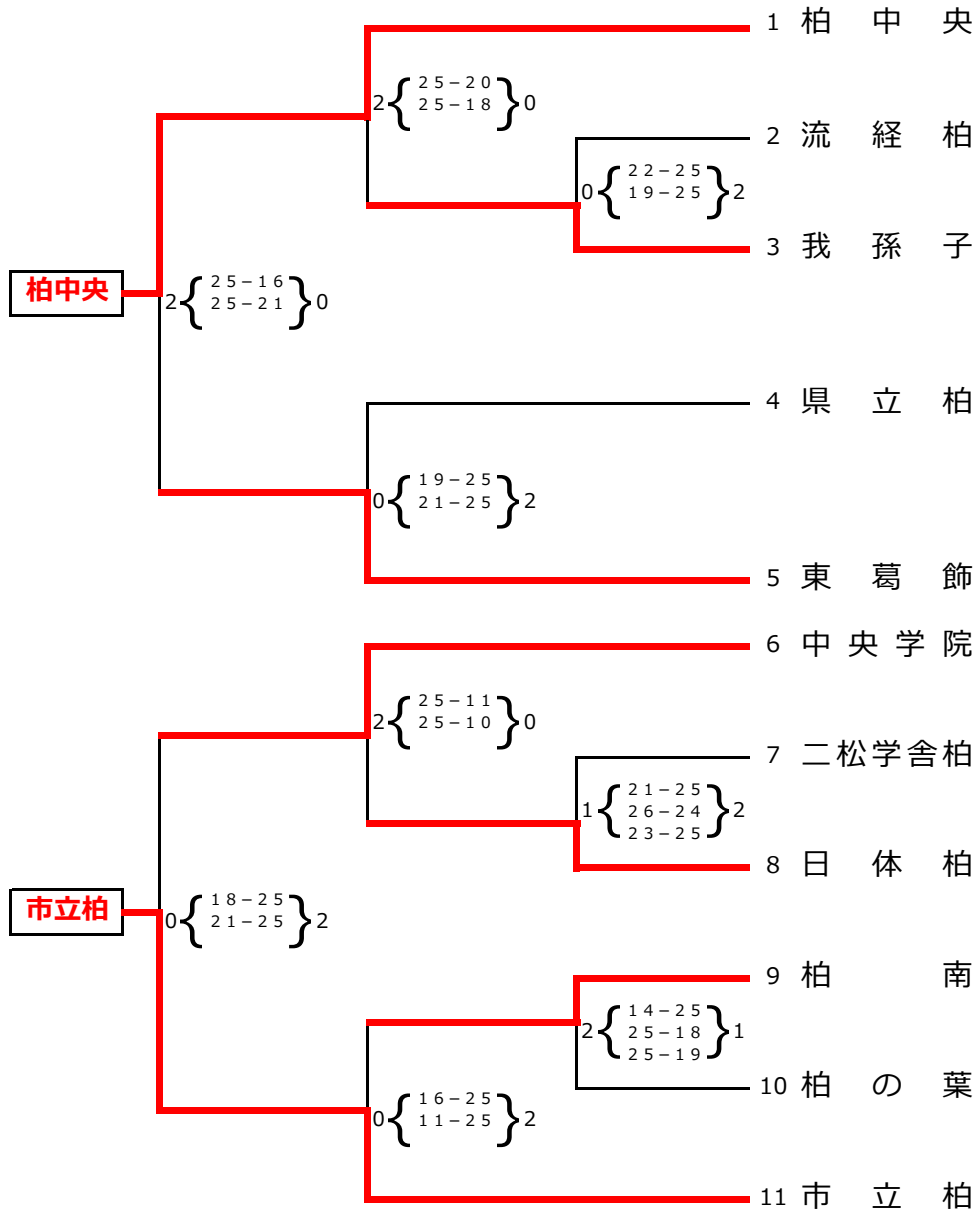 1 柏中央
2 25-20 0
25-18
2 流経柏
0 22-25 2
19-25
3 我孫子
柏中央
2 25-16 0
25-21
4 県立柏
0 19-25 2
21-25
5 東葛飾
6 中央学院
2 25-11 0
25-10
7 二松学舎柏
1 21-25 2
26-24
23-25
8 日体柏
市立柏
0 18-25 2
21-25
9 柏南
2 14-25 1
25-18
25-19
10 柏の葉
0 16-25 2
11-25
11 市立柏